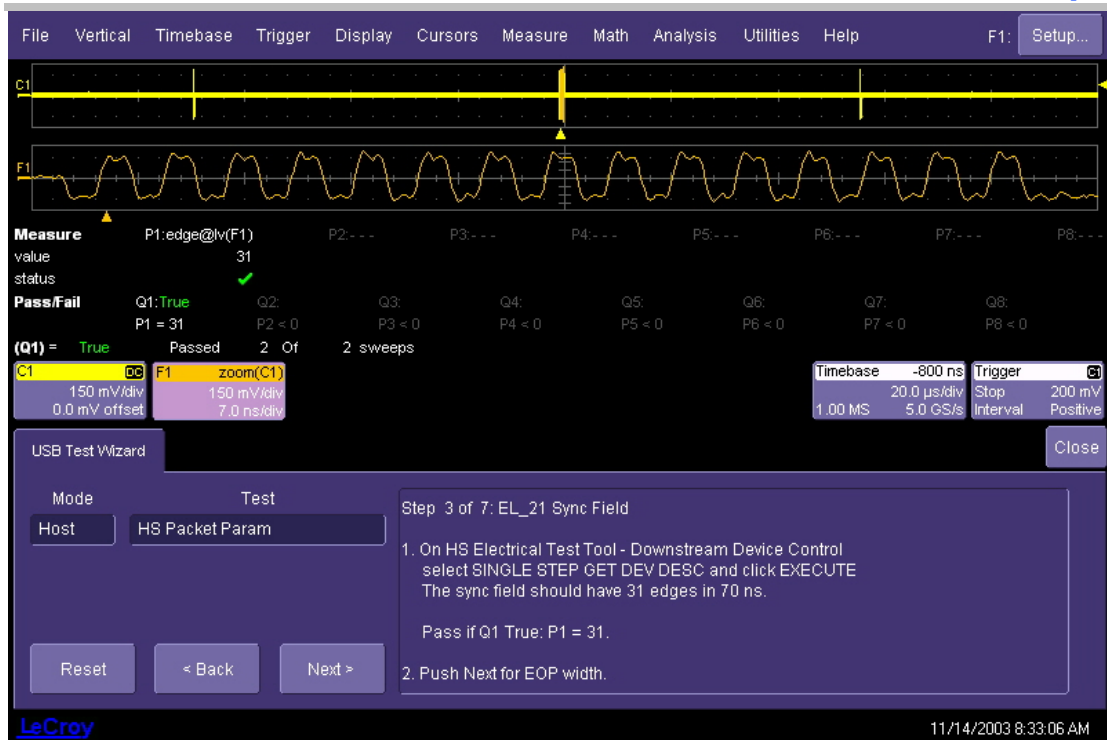 File Vertical Timebase Trigger Display Cursors Measure Math Analysis Utilities Help F1: Setup...
C1
F1
Measure P1:edge@lv(F1) P2:- - - P3:- - - P4:- - - P5:- - - P6:- - - P7:- - - P8:- - -
value 31
status
Pass/Fail Q1:True Q2: Q3: Q4: Q5: Q6: Q7: Q8:
P1 = 31 P2 < 0 P3 < 0 P4 < 0 P5 < 0 P6 < 0 P7 < 0 P8 < 0
(Q1) = True Passed 2 Of 2 sweeps
C1 DC F1 zoom(C1) Timebase -800 ns Trigger C1
150 mV/div 150 mV/div 20.0 µs/div Stop 200 mV
0.0 mV offset 7.0 ns/div 1.00 MS 5.0 GS/s Interval Positive
USB Test Wizard Close
Mode Test
Host HS Packet Param
Step 3 of 7: EL_21 Sync Field
1. On HS Electrical Test Tool - Downstream Device Control
select SINGLE STEP GET DEV DESC and click EXECUTE
The sync field should have 31 edges in 70 ns.
Pass if Q1 True: P1 = 31.
2. Push Next for EOP width.
Reset < Back Next >
LeCroy 11/14/2003 8:33:06 AM